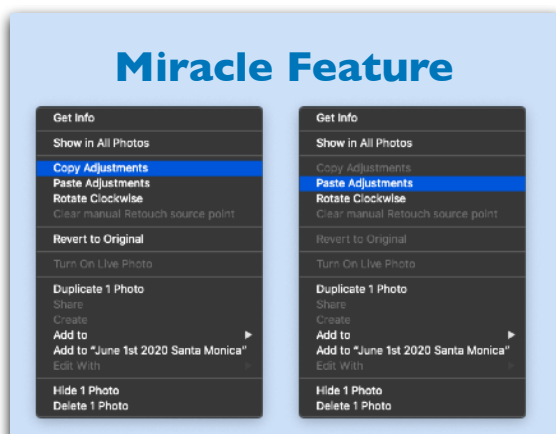 Miracle Feature
Get Info
Show in All Photos
Copy Adjustments
Paste Adjustments
Rotate Clockwise
Clear manual Retouch source point
Revert to Original
Turn On Live Photo
Duplicate 1 Photo
Share
Create
Add to
Add to “June 1st 2020 Santa Monica”
Edit With
Hide 1 Photo
Delete 1 Photo
Get Info
Show in All Photos
Copy Adjustments
Paste Adjustments
Rotate Clockwise
Clear manual Retouch source point
Revert to Original
Turn On Live Photo
Duplicate 1 Photo
Share
Create
Add to
Add to “June 1st 2020 Santa Monica”
Edit With
Hide 1 Photo
Delete 1 Photo